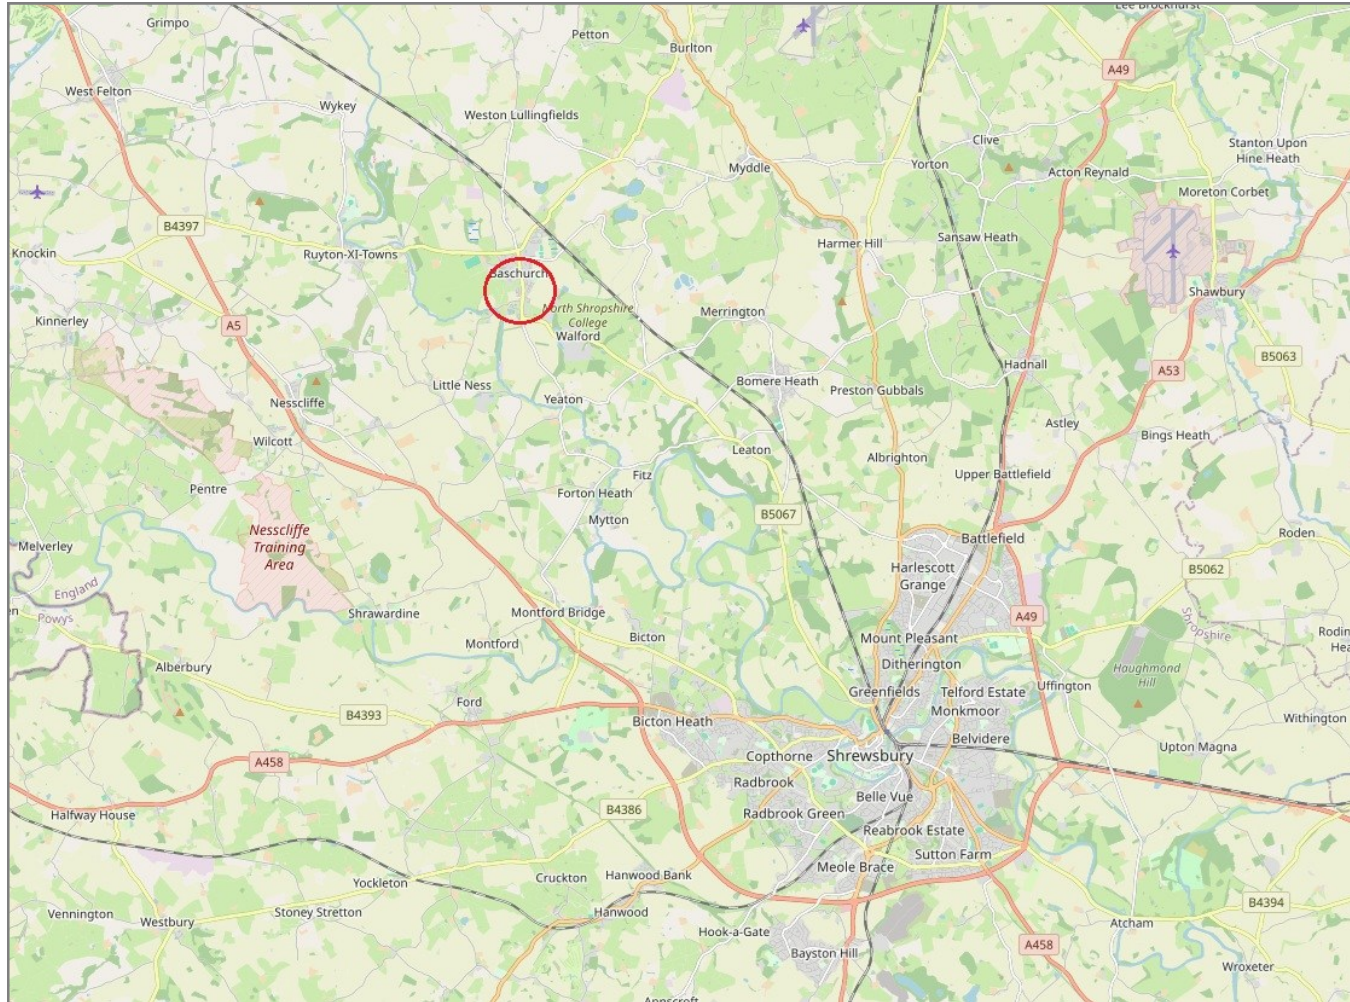 Grimpo
Petton
Burlton
Lee Brockhurst
A49
West Felton
Wykey
Weston Lullingfields
Clive
Stanton Upon
Hine Heath
Myddle
Yorton
Acton Reynald
Moreton Corbet
B4397
Knockin
Ruyton-XI-Towns
Harmer Hill
Sansaw Heath
Baschurch
Shawbury
North Shropshire
College
Walford
Merrington
Kinnerley
A5
B5063
Hadnall
A53
Little Ness
Bomere Heath
Preston Gubbals
Nesscliffe
Yeaton
Wilcott
Astley
Bings Heath
Leaton
Albrighton
Upper Battlefield
Fitz
Pentre
Forton Heath
Mytton
B5067
Nesscliffe
Training
Area
Melverley
Battlefield
Roden
Harlescott
Grange
B5062
England
Powys
Shrawardine
Montford Bridge
A49
Shropshire
Bicton
Mount Pleasant
Montford
Ditherington
Haughmond
Hill
Alberbury
Greenfields
Telford Estate
Uffington
Ford
Monkmoor
B4393
Bicton Heath
Withington
Belvidere
Upton Magna
Copthorne
Shrewsbury
A458
Radbrook
Belle Vue
B4386
Radbrook Green
Halfway House
Reabrook Estate
Sutton Farm
Meole Brace
Cruckton
Hanwood Bank
Yockleton
B4394
Vennington
Westbury
Stoney Stretton
Hanwood
Atcham
Hook-a-Gate
A458
Bayston Hill
Wroxeter